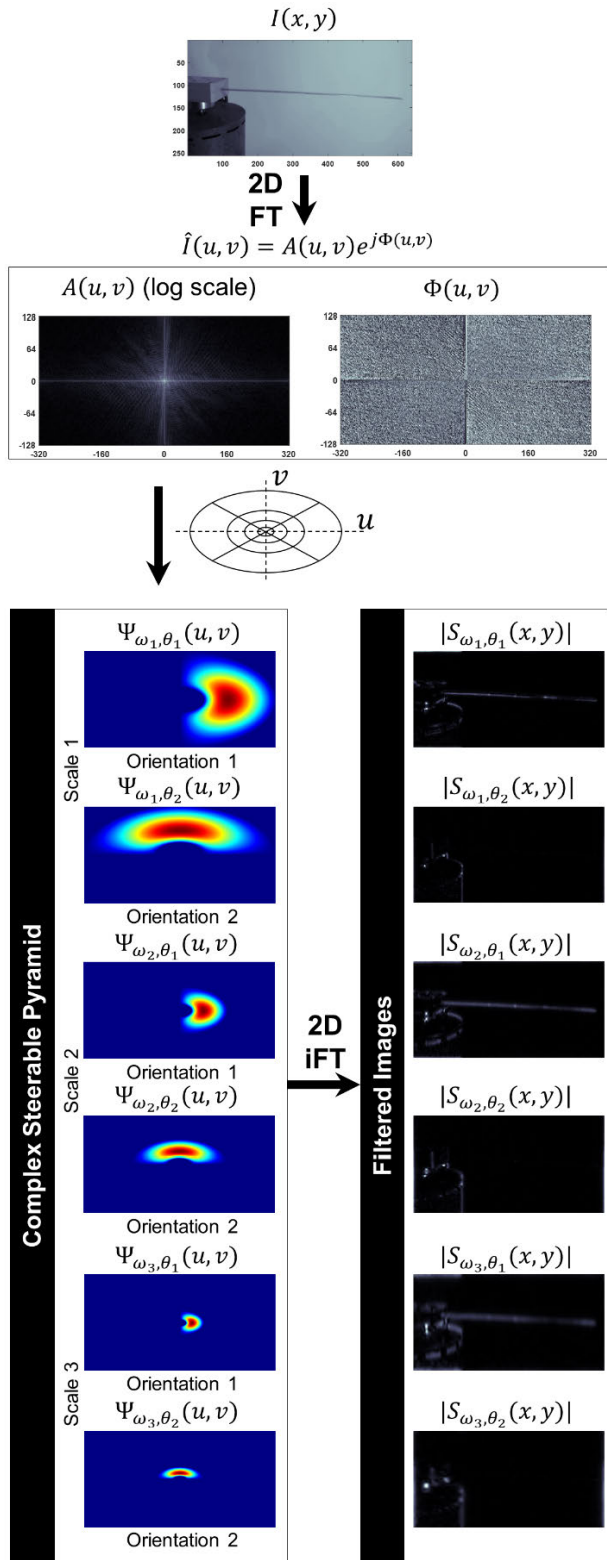 I(x, y)
50
100
150
200
250
100 200 300 400 500 600
2D
FT
Î(u, v) = A(u, v)e^{jΦ(u,v)}
A(u, v) (log scale)
Φ(u, v)
128
64
0
-64
-128
-320 -160 0 160 320
128
64
0
-64
-128
-320 -160 0 160 320
v
u
Complex Steerable Pyramid
Scale 1
Ψ_{ω₁,θ₁}(u, v)
Orientation 1
Ψ_{ω₁,θ₂}(u, v)
Orientation 2
Scale 2
Ψ_{ω₂,θ₁}(u, v)
Orientation 1
Ψ_{ω₂,θ₂}(u, v)
Orientation 2
Scale 3
Ψ_{ω₃,θ₁}(u, v)
Orientation 1
Ψ_{ω₃,θ₂}(u, v)
Orientation 2
2D
iFT
Filtered Images
|S_{ω₁,θ₁}(x, y)|
|S_{ω₁,θ₂}(x, y)|
|S_{ω₂,θ₁}(x, y)|
|S_{ω₂,θ₂}(x, y)|
|S_{ω₃,θ₁}(x, y)|
|S_{ω₃,θ₂}(x, y)|